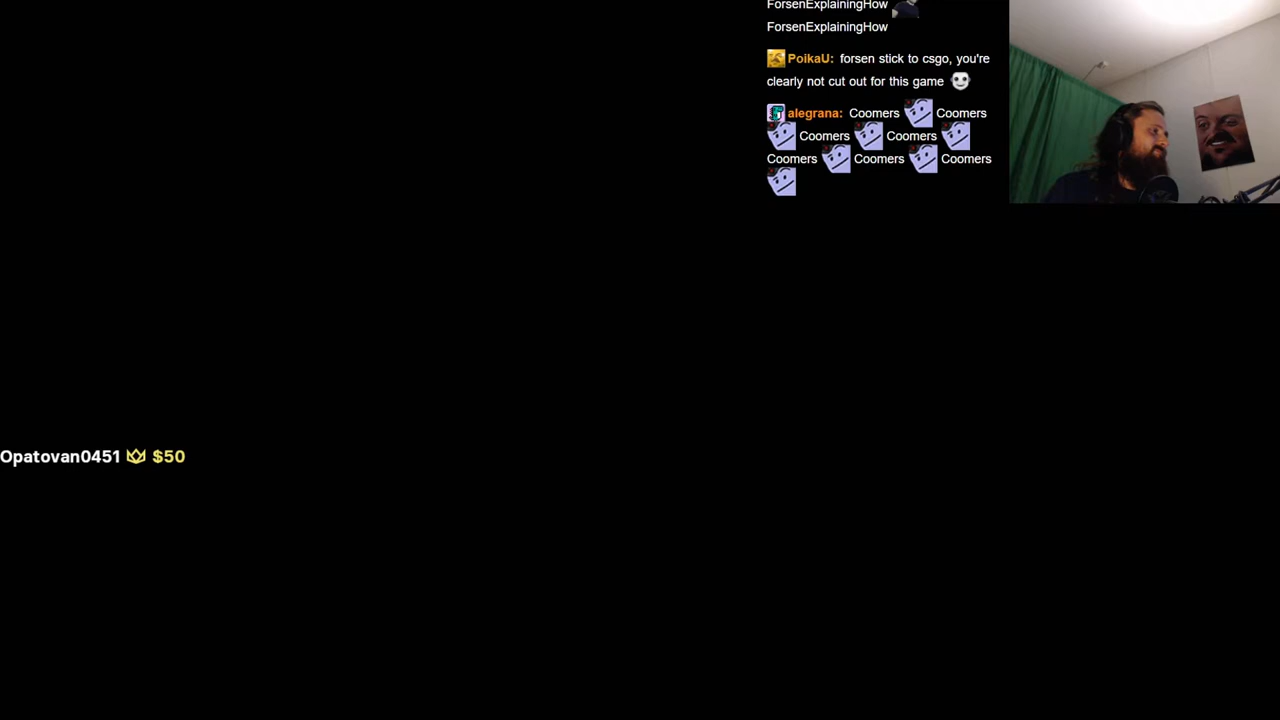 ForsenExplainingHow
ForsenExplainingHow
PoikaU: forsen stick to csgo, you're
clearly not cut out for this game
alegrana: Coomers Coomers
Coomers Coomers
Coomers Coomers Coomers
Opatovan0451 $50